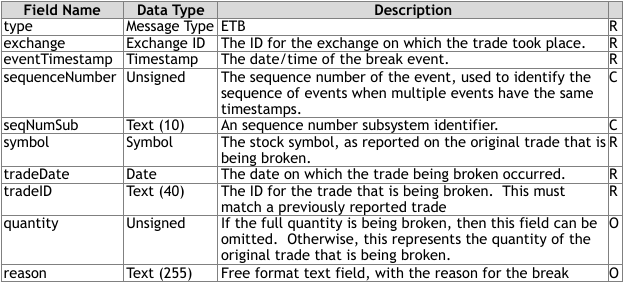 Field Name Data Type Description
type Message Type ETB R
exchange Exchange ID The ID for the exchange on which the trade took place. R
eventTimestamp Timestamp The date/time of the break event. R
sequenceNumber Unsigned The sequence number of the event, used to identify the C
sequence of events when multiple events have the same
timestamps.
seqNumSub Text (10) An sequence number subsystem identifier. C
symbol Symbol The stock symbol, as reported on the original trade that is R
being broken.
tradeDate Date The date on which the trade being broken occurred. R
tradeID Text (40) The ID for the trade that is being broken. This must R
match a previously reported trade
quantity Unsigned If the full quantity is being broken, then this field can be O
omitted. Otherwise, this represents the quantity of the
original trade that is being broken.
reason Text (255) Free format text field, with the reason for the break O